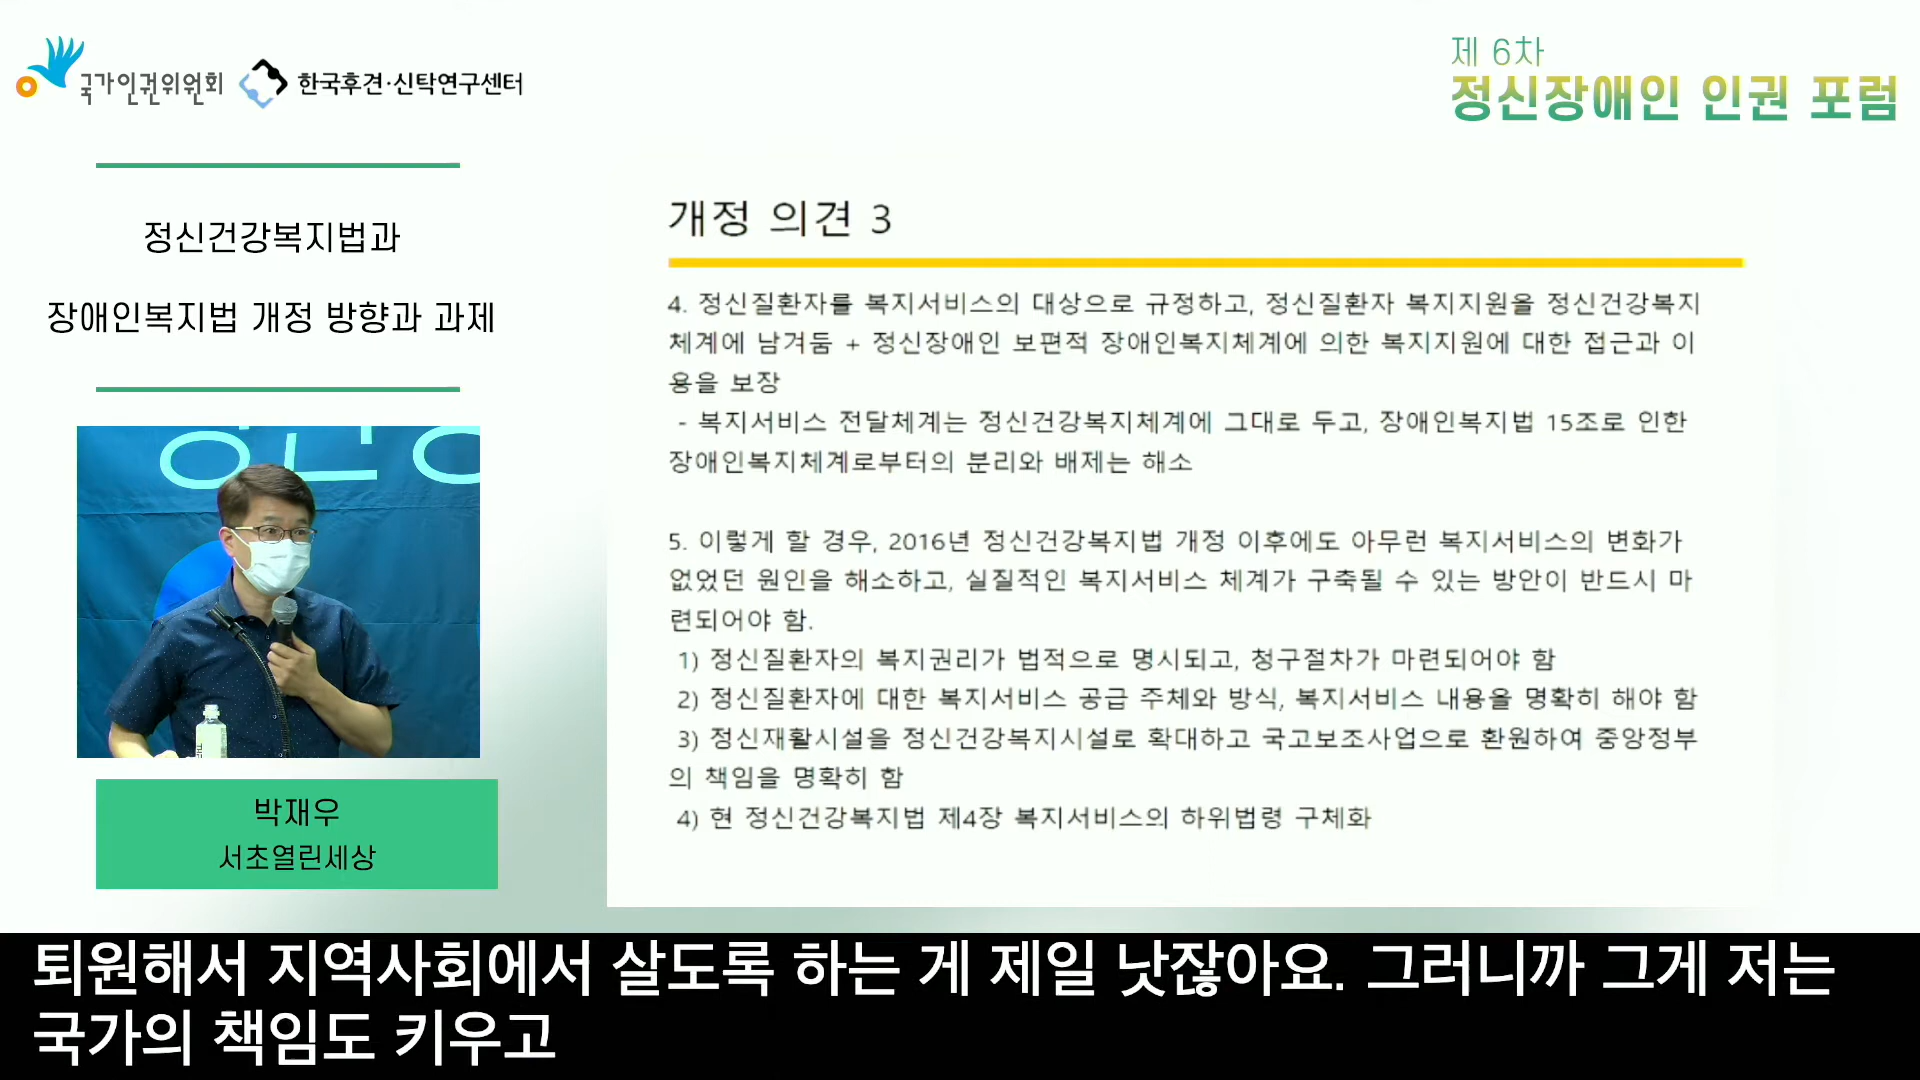 국가인권위원회
한국후견·신탁연구센터
제 6차
정신장애인 인권 포럼
정신건강복지법과
장애인복지법 개정 방향과 과제
박재우
서초열린세상
개정 의견 3
4. 정신질환자를 복지서비스의 대상으로 규정하고, 정신질환자 복지지원을 정신건강복지
체계에 남겨둠 + 정신장애인 보편적 장애인복지체계에 의한 복지지원에 대한 접근과 이
용을 보장
- 복지서비스 전달체계는 정신건강복지체계에 그대로 두고, 장애인복지법 15조로 인한
장애인복지체계로부터의 분리와 배제는 해소
5. 이렇게 할 경우, 2016년 정신건강복지법 개정 이후에도 아무런 복지서비스의 변화가
없었던 원인을 해소하고, 실질적인 복지서비스 체계가 구축될 수 있는 방안이 반드시 마
련되어야 함.
1) 정신질환자의 복지권리가 법적으로 명시되고, 청구절차가 마련되어야 함
2) 정신질환자에 대한 복지서비스 공급 주체와 방식, 복지서비스 내용을 명확히 해야 함
3) 정신재활시설을 정신건강복지시설로 확대하고 국고보조사업으로 환원하여 중앙정부
의 책임을 명확히 함
4) 현 정신건강복지법 제4장 복지서비스의 하위법령 구체화
퇴원해서 지역사회에서 살도록 하는 게 제일 낫잖아요. 그러니까 그게 저는
국가의 책임도 키우고